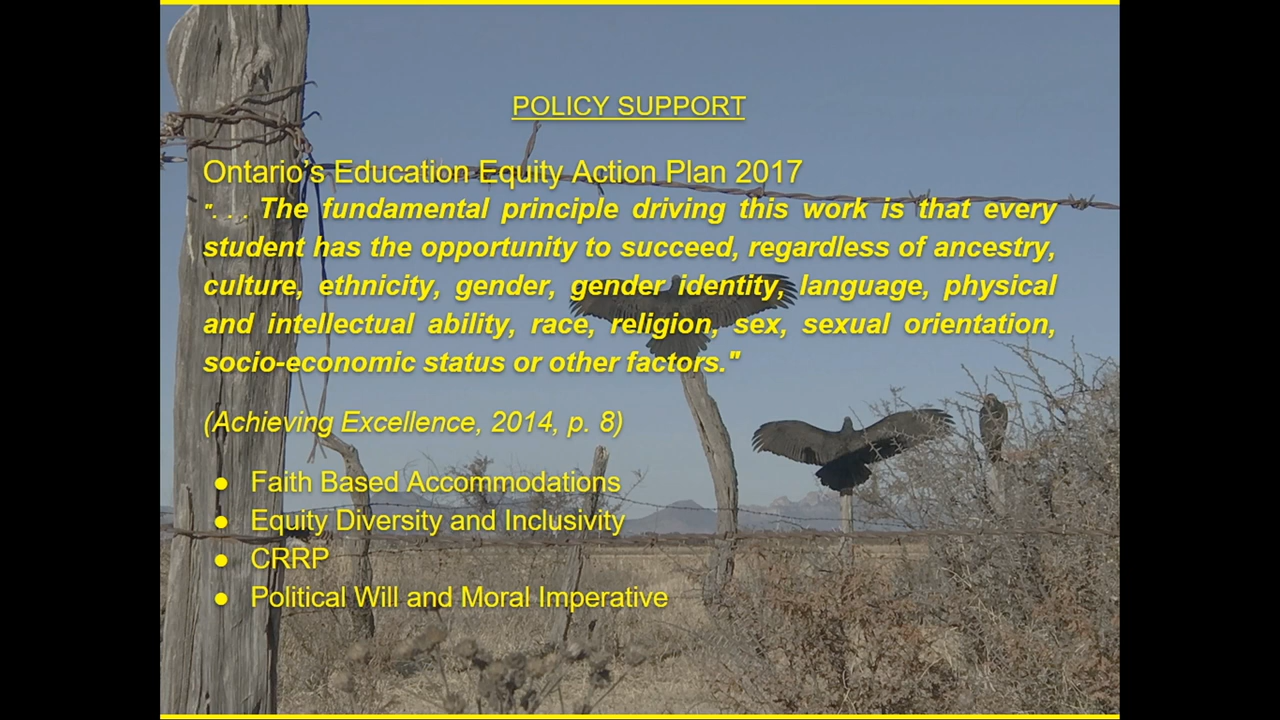 POLICY SUPPORT
Ontario's Education Equity Action Plan 2017
". . . The fundamental principle driving this work is that every
student has the opportunity to succeed, regardless of ancestry,
culture, ethnicity, gender, gender identity, language, physical
and intellectual ability, race, religion, sex, sexual orientation,
socio-economic status or other factors."
(Achieving Excellence, 2014, p. 8)
● Faith Based Accommodations
● Equity Diversity and Inclusivity
● CRRP
● Political Will and Moral Imperative